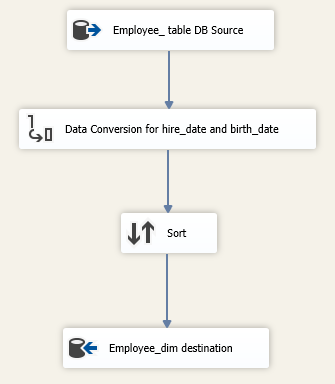 Employee_ table DB Source
Data Conversion for hire_date and birth_date
Sort
Employee_dim destination